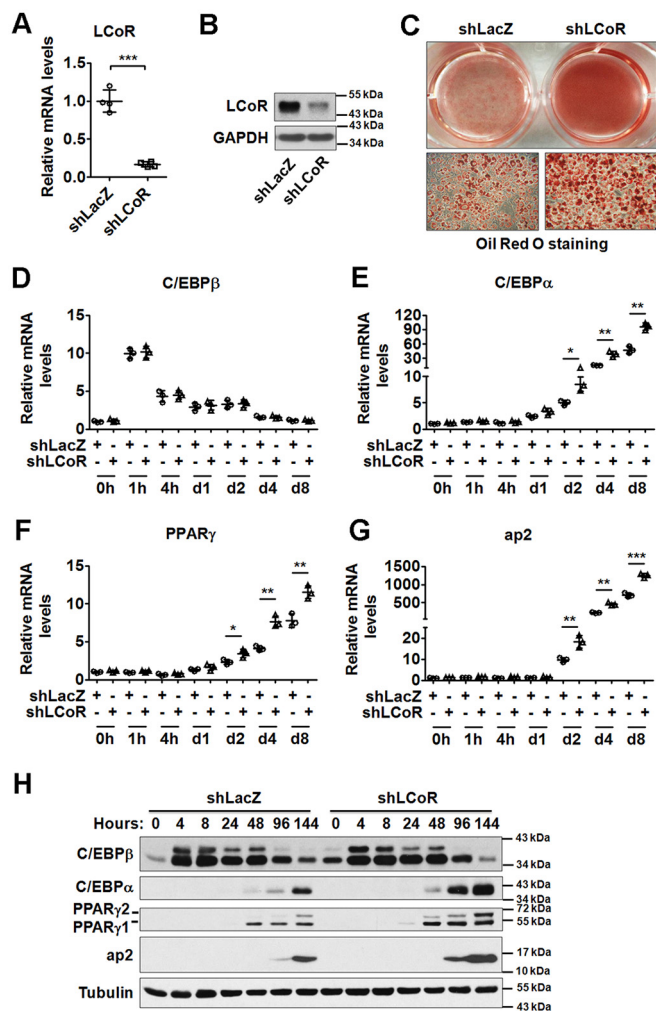 A
LCoR
Relative mRNA levels
***
1.5
1.0
0.5
0.0
shLacZ
shLCoR
B
LCoR
GAPDH
55 kDa
43 kDa
43 kDa
34 kDa
shLacZ
shLCoR
C
shLacZ shLCoR
Oil Red O staining
D
C/EBPβ
Relative mRNA levels
15
10
5
0
shLacZ + - + - + - + - + - + - + -
shLCoR - + - + - + - + - + - + - +
0h 1h 4h d1 d2 d4 d8
E
C/EBPα
Relative mRNA levels
120
90
60
30
10
5
0
* ** **
shLacZ + - + - + - + - + - + - + -
shLCoR - + - + - + - + - + - + - +
0h 1h 4h d1 d2 d4 d8
F
PPARγ
Relative mRNA levels
20
15
10
5
0
* ** **
shLacZ + - + - + - + - + - + - + -
shLCoR - + - + - + - + - + - + - +
0h 1h 4h d1 d2 d4 d8
G
ap2
Relative mRNA levels
1500
1000
500
20
10
0
** ** ***
shLacZ + - + - + - + - + - + - + -
shLCoR - + - + - + - + - + - + - +
0h 1h 4h d1 d2 d4 d8
H
shLacZ shLCoR
Hours: 0 4 8 24 48 96 144 0 4 8 24 48 96 144
C/EBPβ
43 kDa
34 kDa
C/EBPα
43 kDa
34 kDa
PPARγ2
PPARγ1
72 kDa
55 kDa
ap2
17 kDa
10 kDa
Tubulin
55 kDa
43 kDa